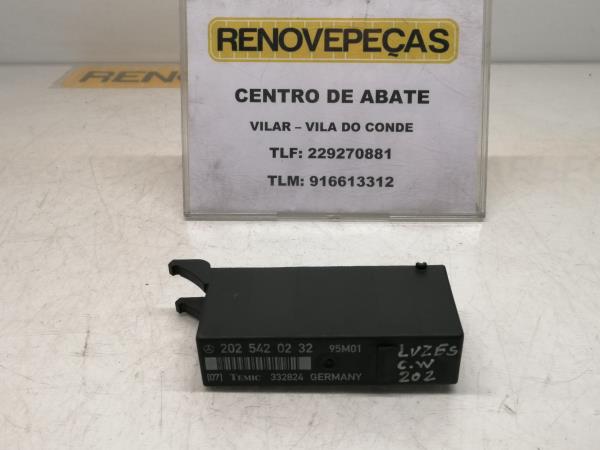 RENOVEPEÇAS
CENTRO DE ABATE
VILAR – VILA DO CONDE
TLF: 229270881
TLM: 916613312
RENOV
202 542 02 32 95M01
(07) TEMIC 332824 GERMANY
LUZES
C.W
202